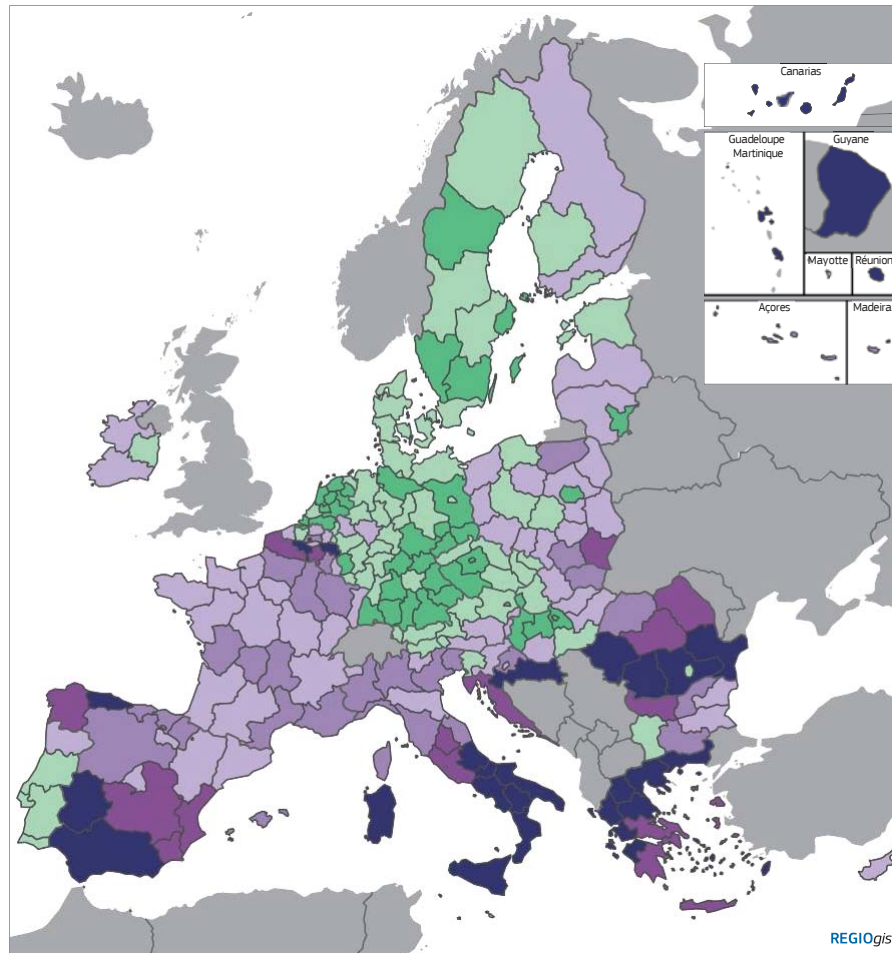 Canarias
Guadeloupe
Martinique
Guyane
Mayotte
Réunion
Açores
Madeira
REGIOgis